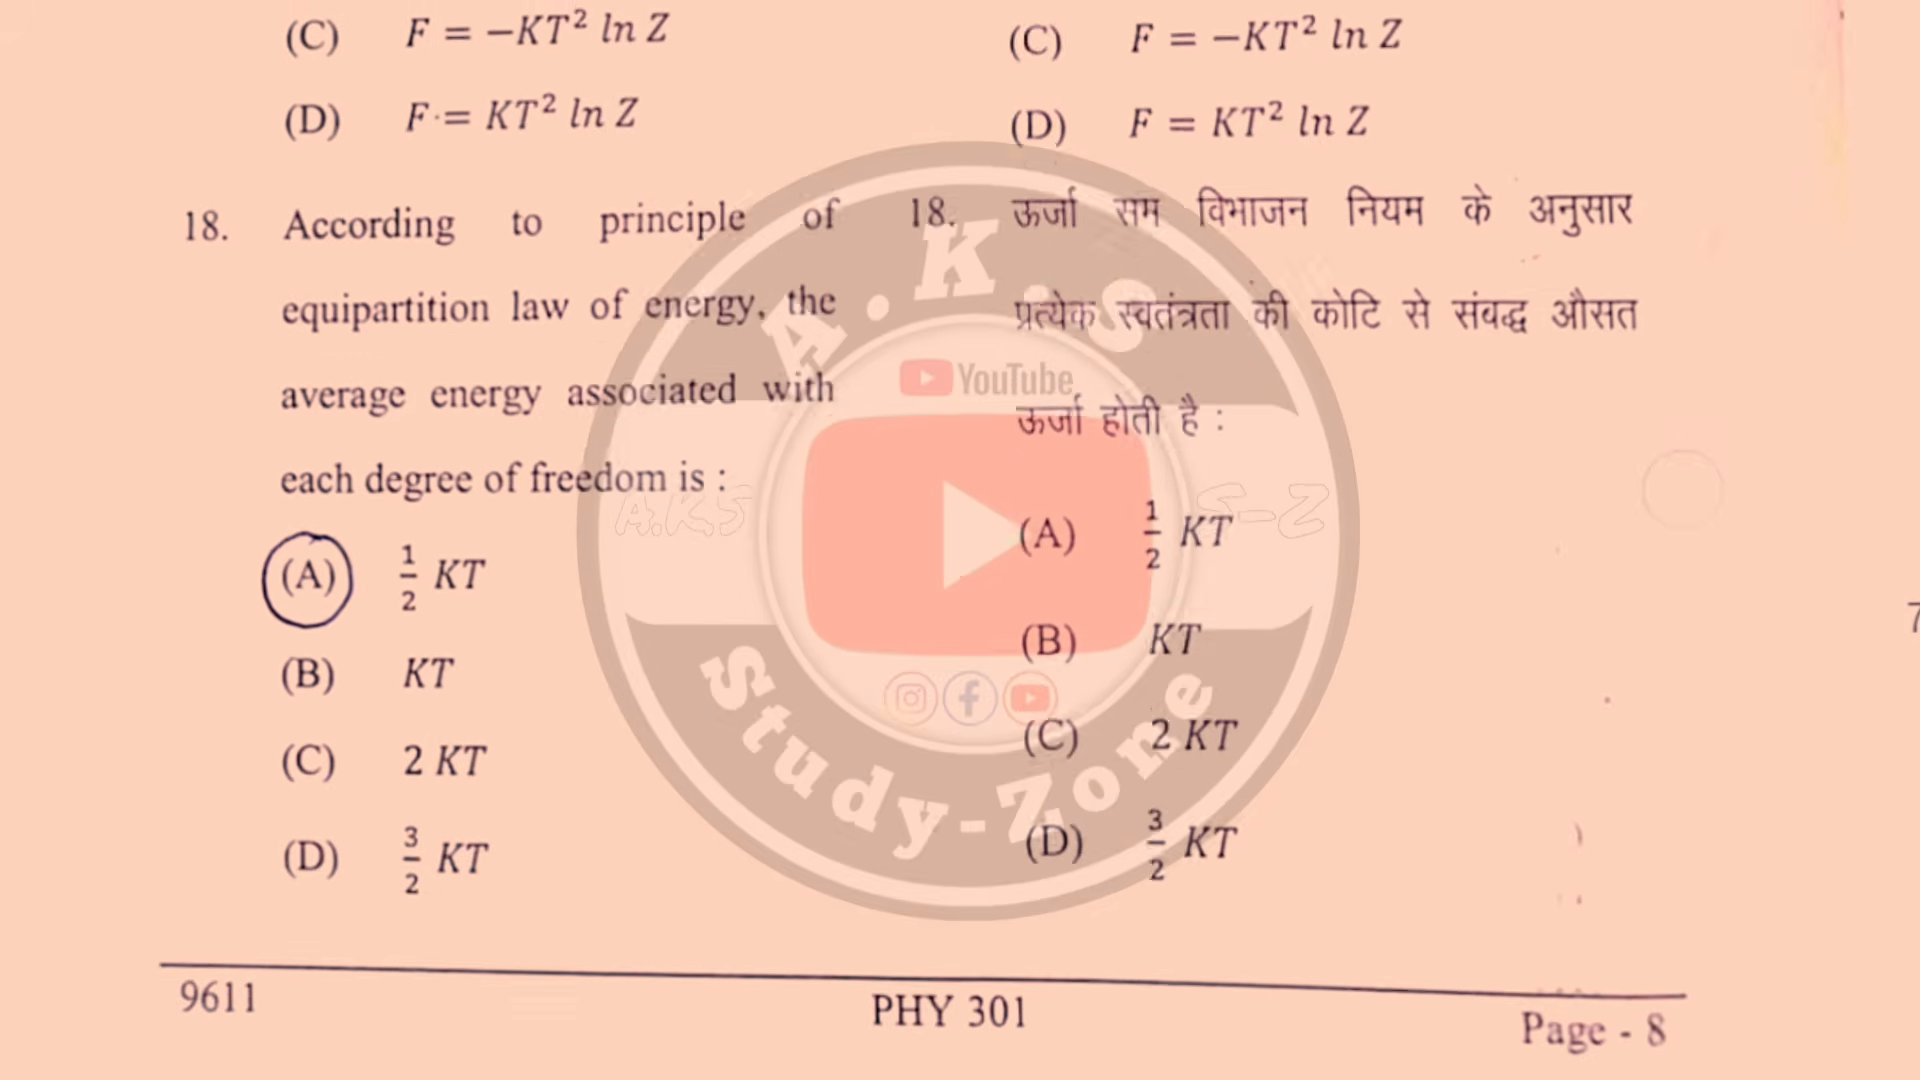 (C) F = −KT² ln Z
(D) F = KT² ln Z
18. According to principle of
equipartition law of energy, the
average energy associated with
each degree of freedom is :
(A) 1/2 KT
(B) KT
(C) 2 KT
(D) 3/2 KT
(C) F = −KT² ln Z
(D) F = KT² ln Z
18. ऊर्जा सम विभाजन नियम के अनुसार
प्रत्येक स्वतंत्रता की कोटि से संबद्ध औसत
ऊर्जा होती है :
(A) 1/2 KT
(B) KT
(C) 2 KT
(D) 3/2 KT
A.K.S
YouTube
A.K.S S-Z
Study-Zone
7
9611 PHY 301 Page - 8